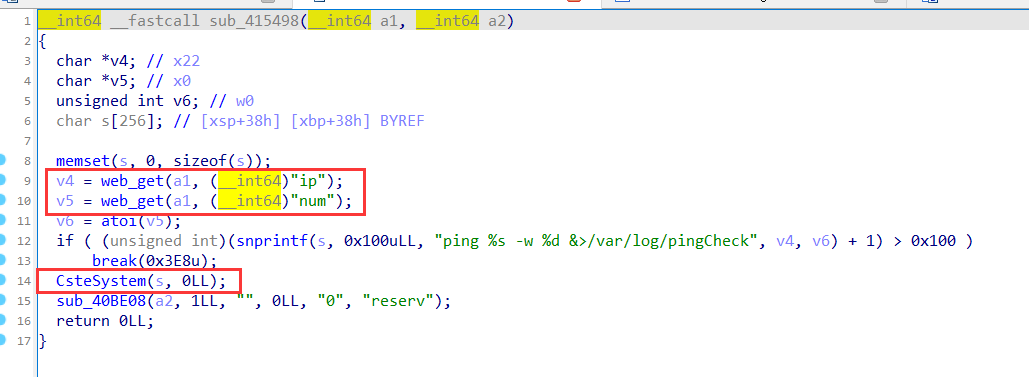 1 __int64 __fastcall sub_415498(__int64 a1, __int64 a2)
2 {
3 char *v4; // x22
4 char *v5; // x0
5 unsigned int v6; // w0
6 char s[256]; // [xsp+38h] [xbp+38h] BYREF
7
8 memset(s, 0, sizeof(s));
9 v4 = web_get(a1, (__int64)"ip");
10 v5 = web_get(a1, (__int64)"num");
11 v6 = atoi(v5);
12 if ( (unsigned int)(snprintf(s, 0x100uLL, "ping %s -w %d &>/var/log/pingCheck", v4, v6) + 1) > 0x100 )
13 break(0x3E8u);
14 CsteSystem(s, 0LL);
15 sub_40BE08(a2, 1LL, "", 0LL, "0", "reserv");
16 return 0LL;
17 }